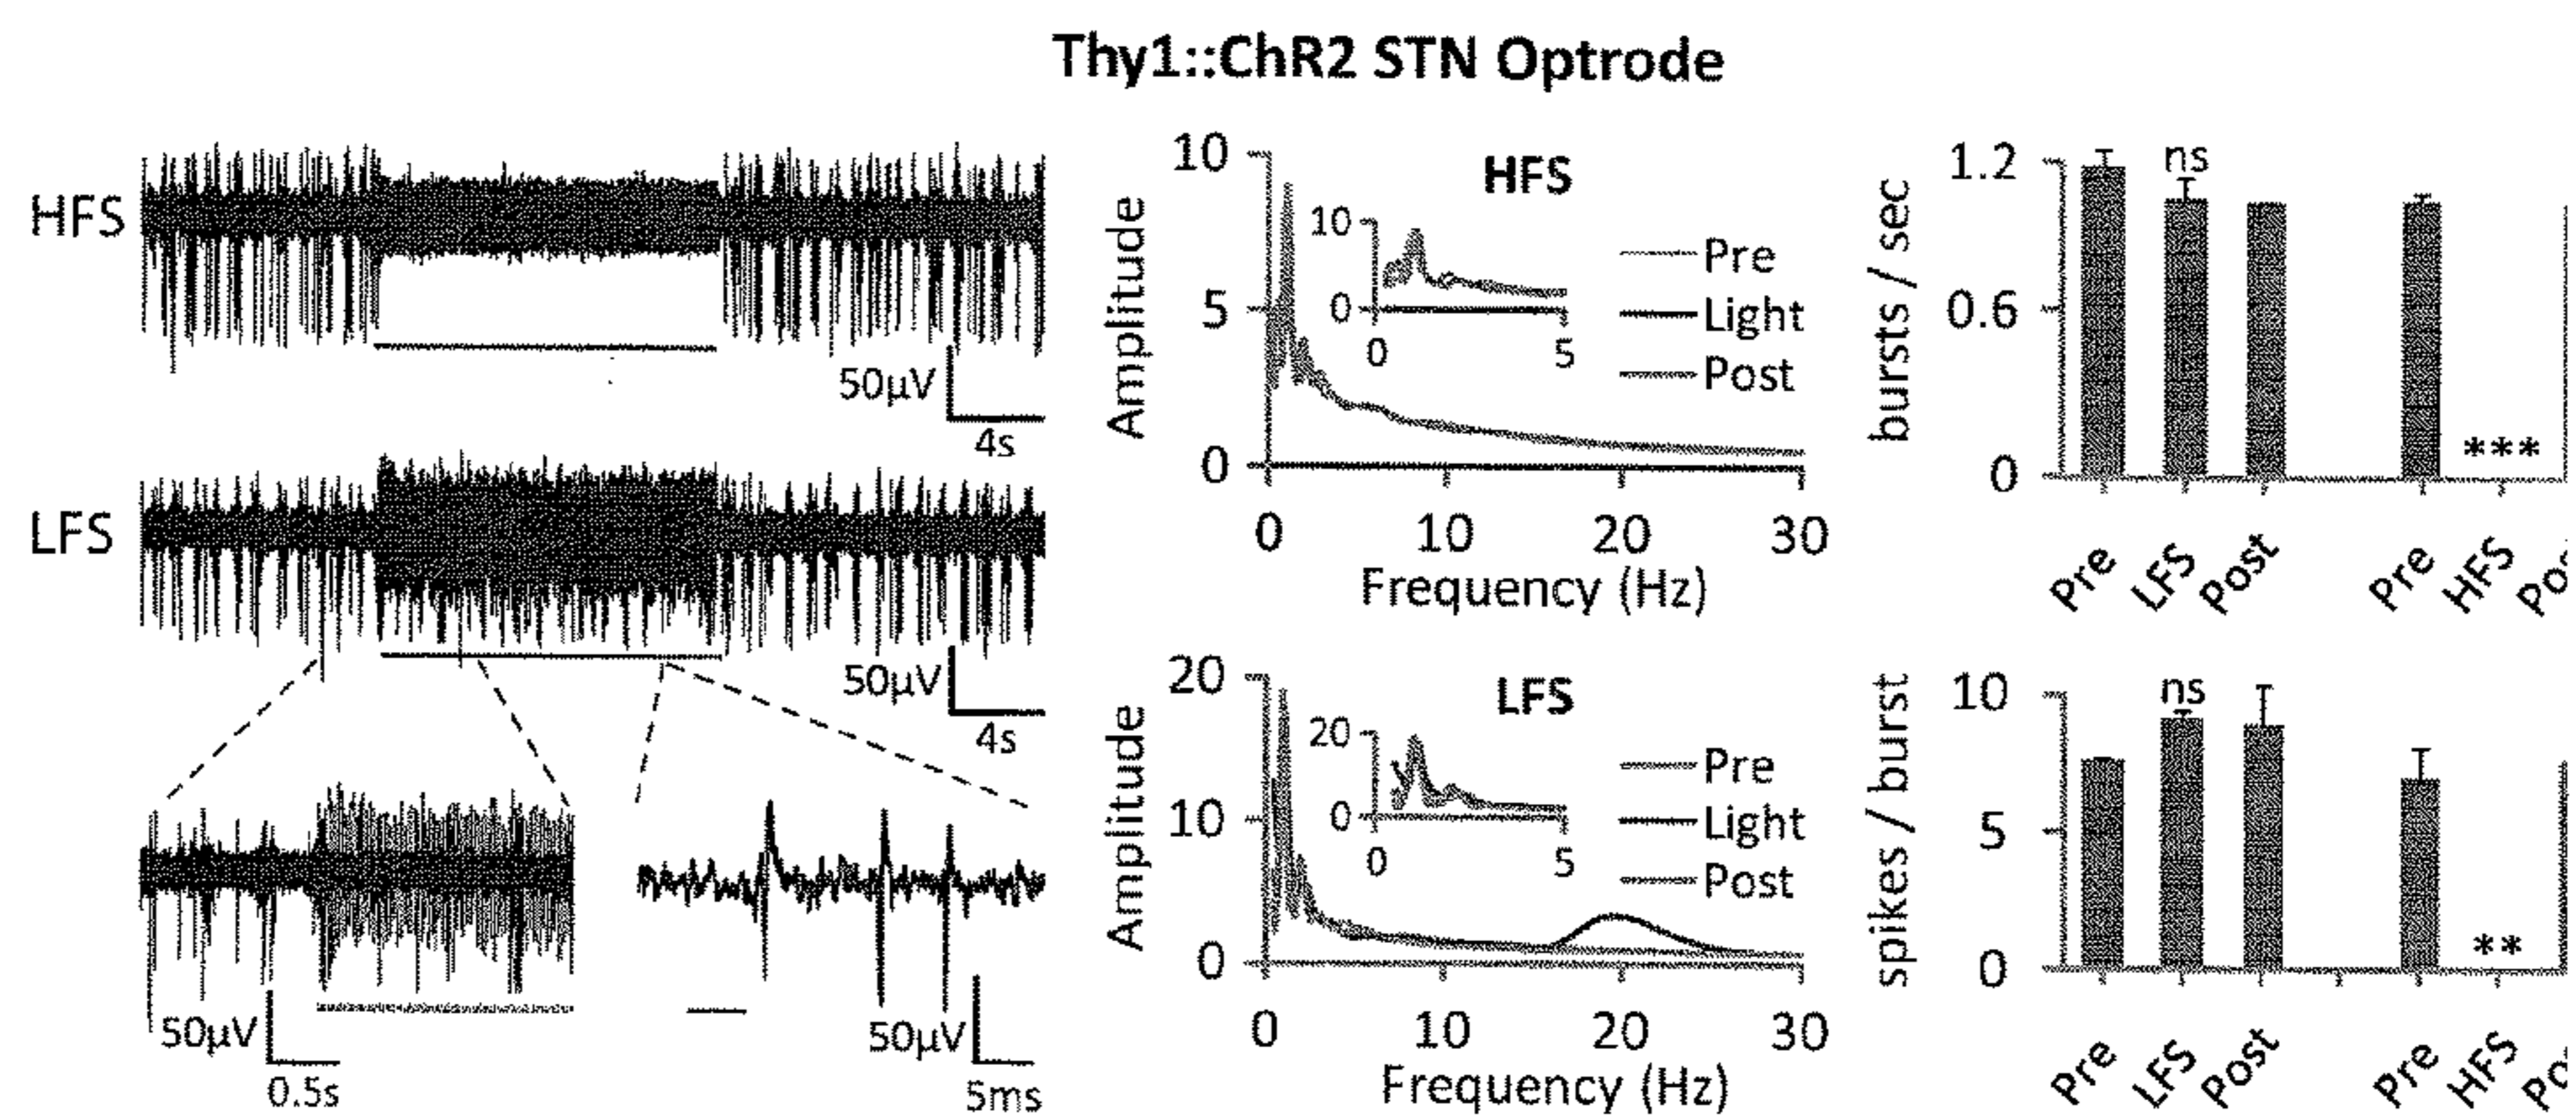 Thy1::ChR2 STN Optrode
HFS
50µV
4s
LFS
50µV
4s
50µV
0.5s
50µV
5ms
10
5
0
Amplitude
HFS
10
0
0
5
Pre
Light
Post
0
10
20
30
Frequency (Hz)
20
10
0
Amplitude
LFS
20
0
0
5
Pre
Light
Post
0
10
20
30
Frequency (Hz)
bursts / sec
1.2
0.6
0
ns
***
Pre
LFS
Post
Pre
HFS
Pos
spikes / burst
10
5
0
ns
**
Pre
LFS
Post
Pre
HFS
Po